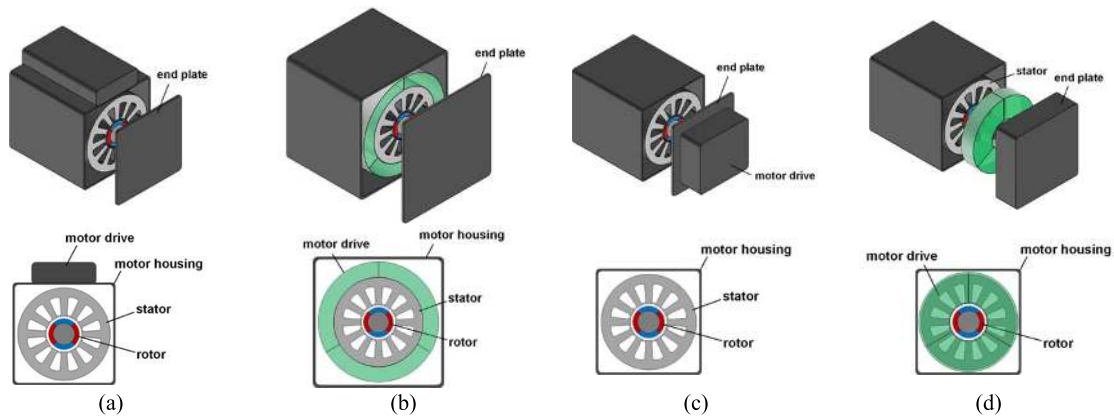 end plate
end plate
end plate
motor drive
stator
end plate
motor drive
motor housing
stator
rotor
motor drive
motor housing
stator
rotor
motor housing
stator
rotor
motor drive
motor housing
rotor
(a)
(b)
(c)
(d)